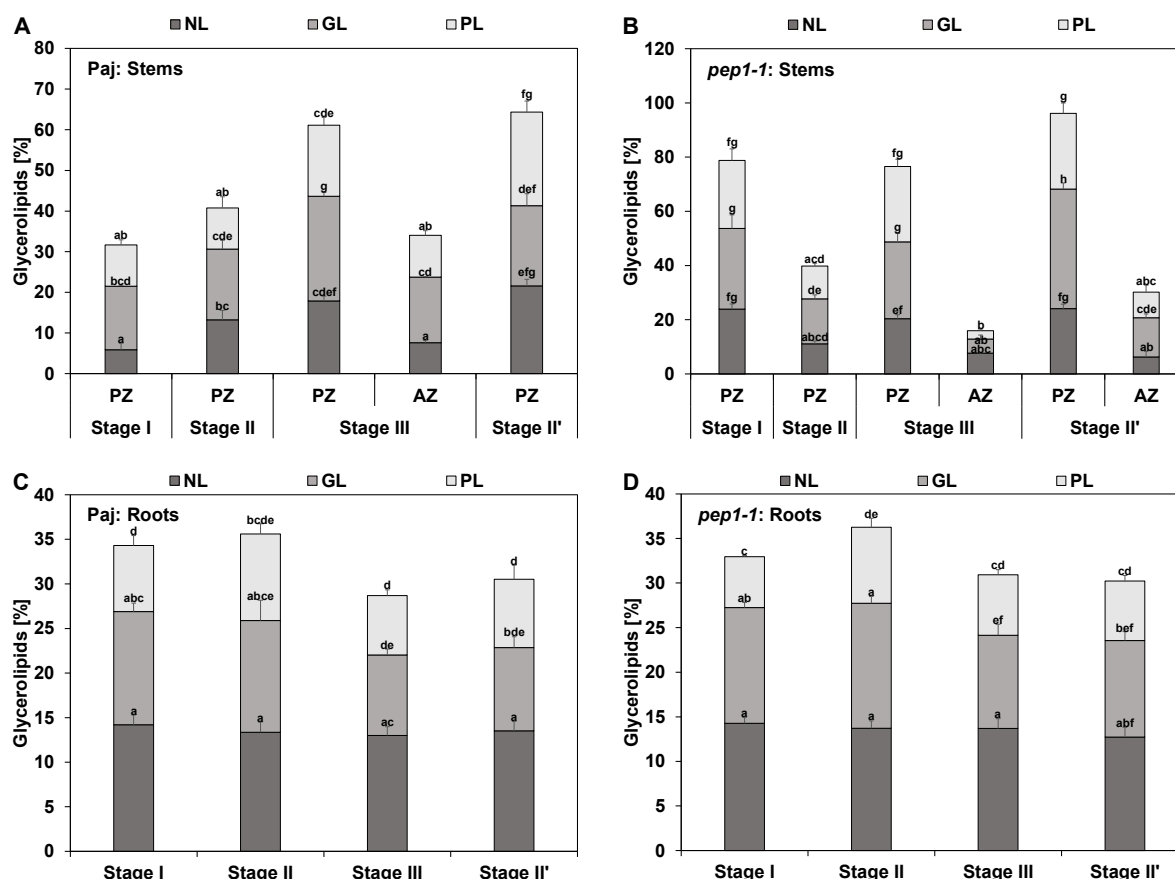 A
NL GL PL
Paj: Stems
Glycerolipids [%]
80
70
60
50
40
30
20
10
0
ab
bcd
a
ab
cde
bc
cde
g
cdef
ab
cd
a
fg
def
efg
PZ PZ PZ AZ PZ
Stage I Stage II Stage III Stage II'
B
NL GL PL
pep1-1: Stems
Glycerolipids [%]
120
100
80
60
40
20
0
fg
g
fg
acd
de
abcd
fg
g
ef
b
ab
abc
g
h
fg
abc
cde
ab
PZ PZ PZ AZ PZ AZ
Stage I Stage II Stage III Stage II'
C
NL GL PL
Paj: Roots
Glycerolipids [%]
40
35
30
25
20
15
10
5
0
d
abc
a
bcde
abce
a
d
de
ac
d
bde
a
Stage I Stage II Stage III Stage II'
D
NL GL PL
pep1-1: Roots
Glycerolipids [%]
40
35
30
25
20
15
10
5
0
c
ab
a
de
a
a
cd
ef
a
cd
bef
abf
Stage I Stage II Stage III Stage II'